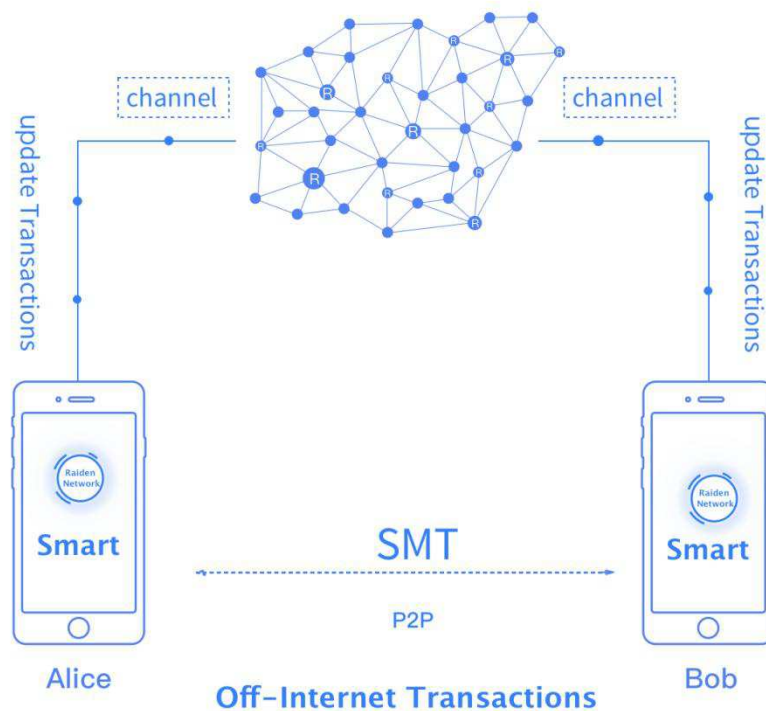 R
R
R
R
channel
channel
R
R
R
R
R
R
R
R
update Transactions
update Transactions
Raiden
Network
Smart
Raiden
Network
Smart
SMT
P2P
Alice
Bob
Off-Internet Transactions